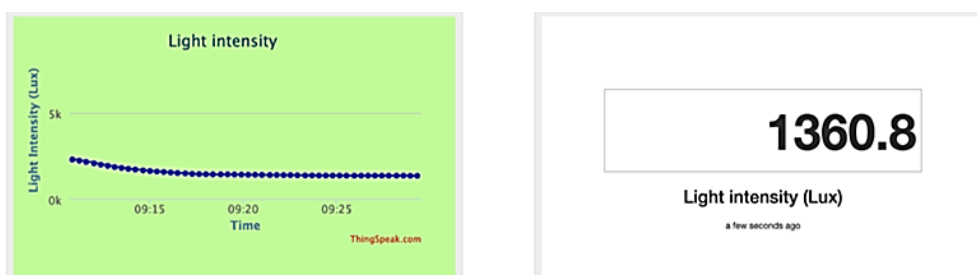 Light intensity
Light Intensity (Lux)
5k
0k
09:15 09:20 09:25
Time
ThingSpeak.com
1360.8
Light intensity (Lux)
a few seconds ago